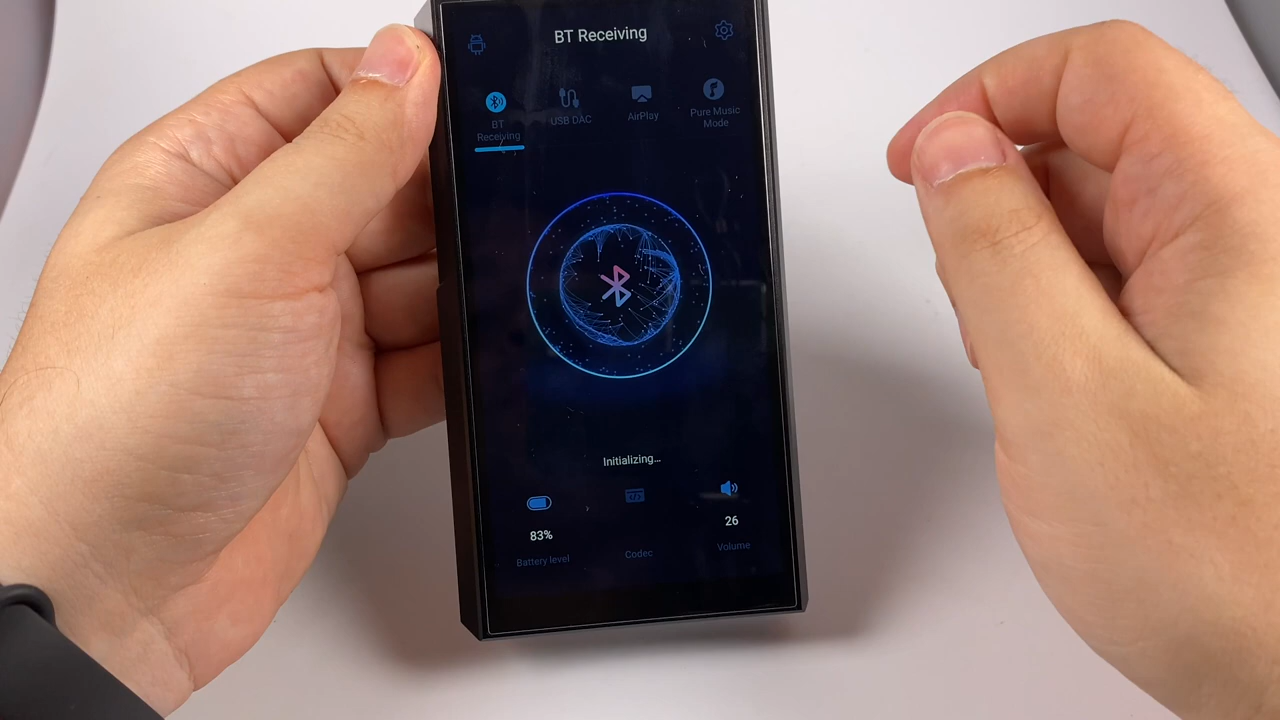 BT Receiving
BT
Receiving
USB DAC
AirPlay
Pure Music
Mode
Initializing...
83%
26
Battery level
Codec
Volume